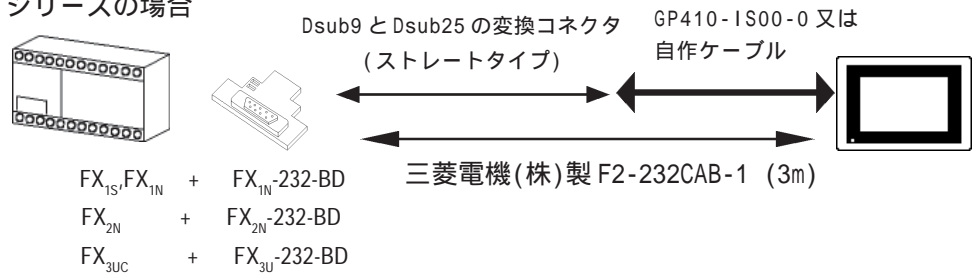 シリーズの場合
Dsub9 と Dsub25 の変換コネクタ
(ストレートタイプ)
GP410-IS00-0 又は
自作ケーブル
三菱電機(株)製 F2-232CAB-1 (3m)
FX1S,FX1N + FX1N-232-BD
FX2N + FX2N-232-BD
FX3UC + FX3U-232-BD